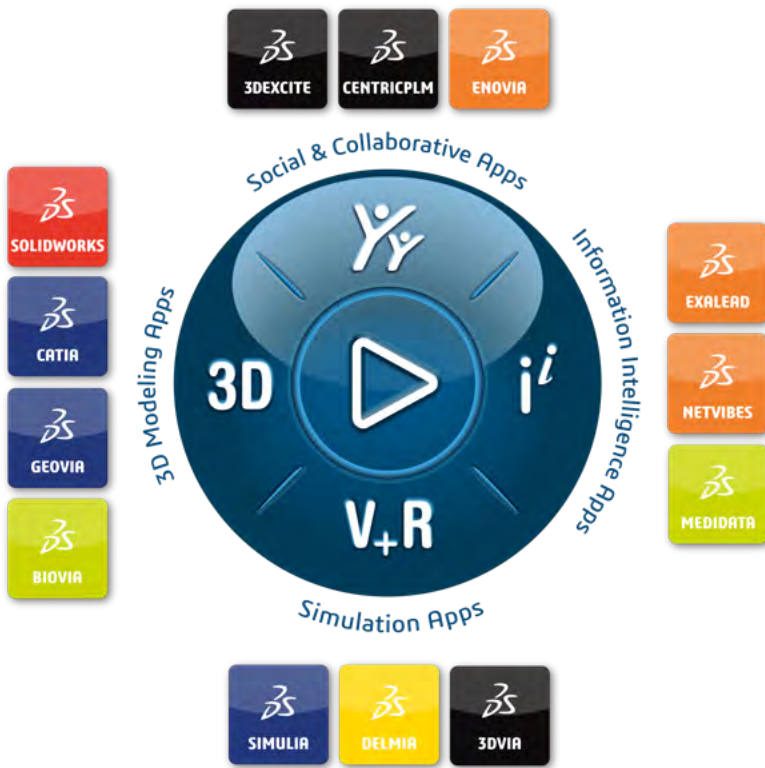 3DEXCITE
CENTRICPLM
ENOVIA
Social & Collaborative Apps
SOLIDWORKS
CATIA
GEOVIA
BIOVIA
3D Modeling Apps
3D
i i
V+R
Information Intelligence Apps
EXALEAD
NETVIBES
MEDIDATA
Simulation Apps
SIMULIA
DELMIA
3DVIA